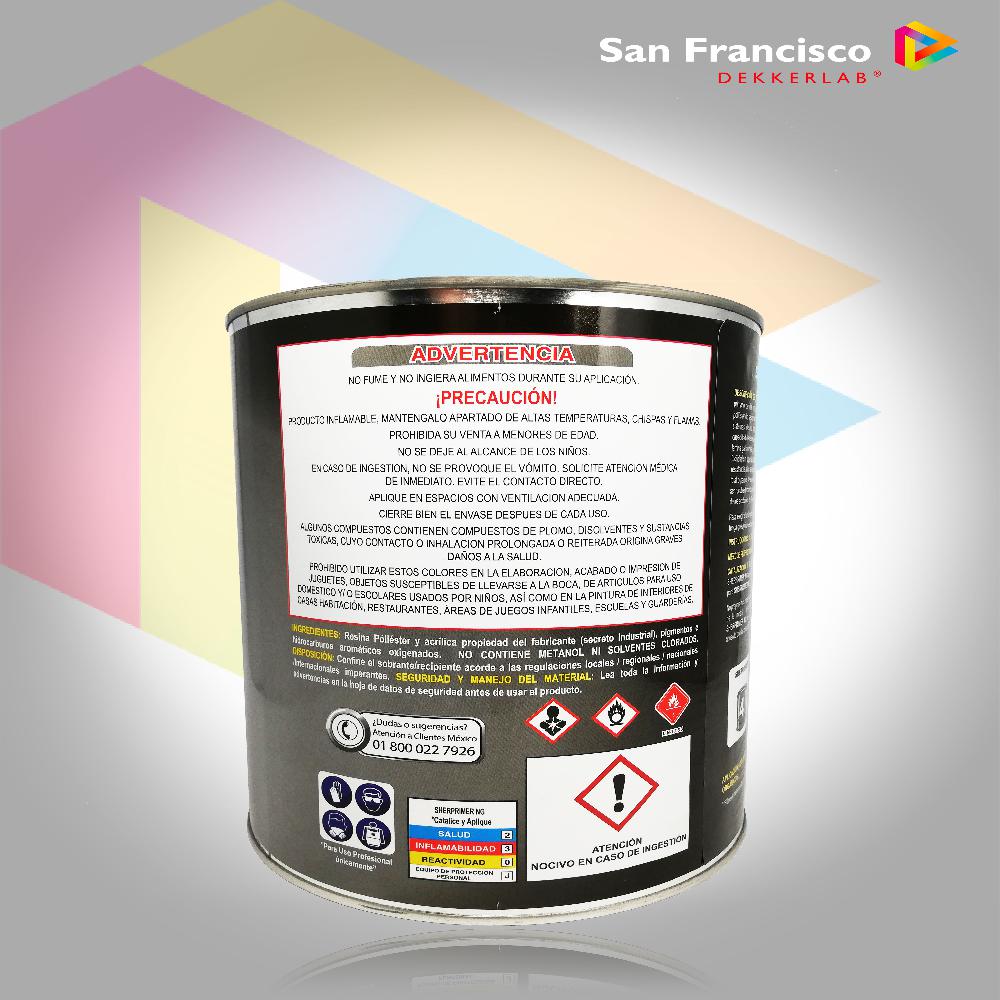 San Francisco
DEKKERLAB®
ADVERTENCIA
NO FUME Y NO INGIERA ALIMENTOS DURANTE SU APLICACIÓN.
¡PRECAUCIÓN!
PRODUCTO INFLAMABLE, MANTENGALO APARTADO DE ALTAS TEMPERATURAS, CHISPAS Y FLAMAS.
PROHIBIDA SU VENTA A MENORES DE EDAD.
NO SE DEJE AL ALCANCE DE LOS NIÑOS.
EN CASO DE INGESTION, NO SE PROVOQUE EL VÓMITO. SOLICITE ATENCION MÉDICA
DE INMEDIATO. EVITE EL CONTACTO DIRECTO.
APLIQUE EN ESPACIOS CON VENTILACION ADECUADA.
CIERRE BIEN EL ENVASE DESPUES DE CADA USO.
ALGUNOS COMPUESTOS CONTIENEN COMPUESTOS DE PLOMO, DISOLVENTES Y SUSTANCIAS
TOXICAS, CUYO CONTACTO O INHALACION PROLONGADA O REITERADA ORIGINA GRAVES
DAÑOS A LA SALUD.
PROHIBIDO UTILIZAR ESTOS COLORES EN LA ELABORACION, ACABADO O IMPRESION DE
JUGUETES, OBJETOS SUSCEPTIBLES DE LLEVARSE A LA BOCA, DE ARTICULOS PARA USO
DOMESTICO Y/ O ESCOLARES USADOS POR NIÑOS, ASÍ COMO EN LA PINTURA DE INTERIORES DE
CASAS HABITACIÓN, RESTAURANTES, ÁREAS DE JUEGOS INFANTILES, ESCUELAS Y GUARDERIAS.
INGREDIENTES: Resina Póliéster y acrílica propiedad del fabricante (secreto Industrial), pigmentos e
hidrocarburos aromáticos oxigenados. NO CONTIENE METANOL NI SOLVENTES CLORADOS.
DISPOSICIÓN: Confine el sobrante/recipiente acorde a las regulaciones locales / regionales / nacionales
/internacionales imperantes. SEGURIDAD Y MANEJO DEL MATERIAL: Lea toda la información y
advertencias en la hoja de datos de seguridad antes de usar el producto.
¿Dudas o sugerencias?
Atención a Clientes México
01 800 022 7926
"Para Uso Profesional
únicamente"
SHERPRIMER NG
"Catalice y Aplique
SALUD 2
INFLAMABILIDAD 3
REACTIVIDAD 0
EQUIPO DE PROTECCIÓN
PERSONAL J
ATENCIÓN
NOCIVO EN CASO DE INGESTIÓN